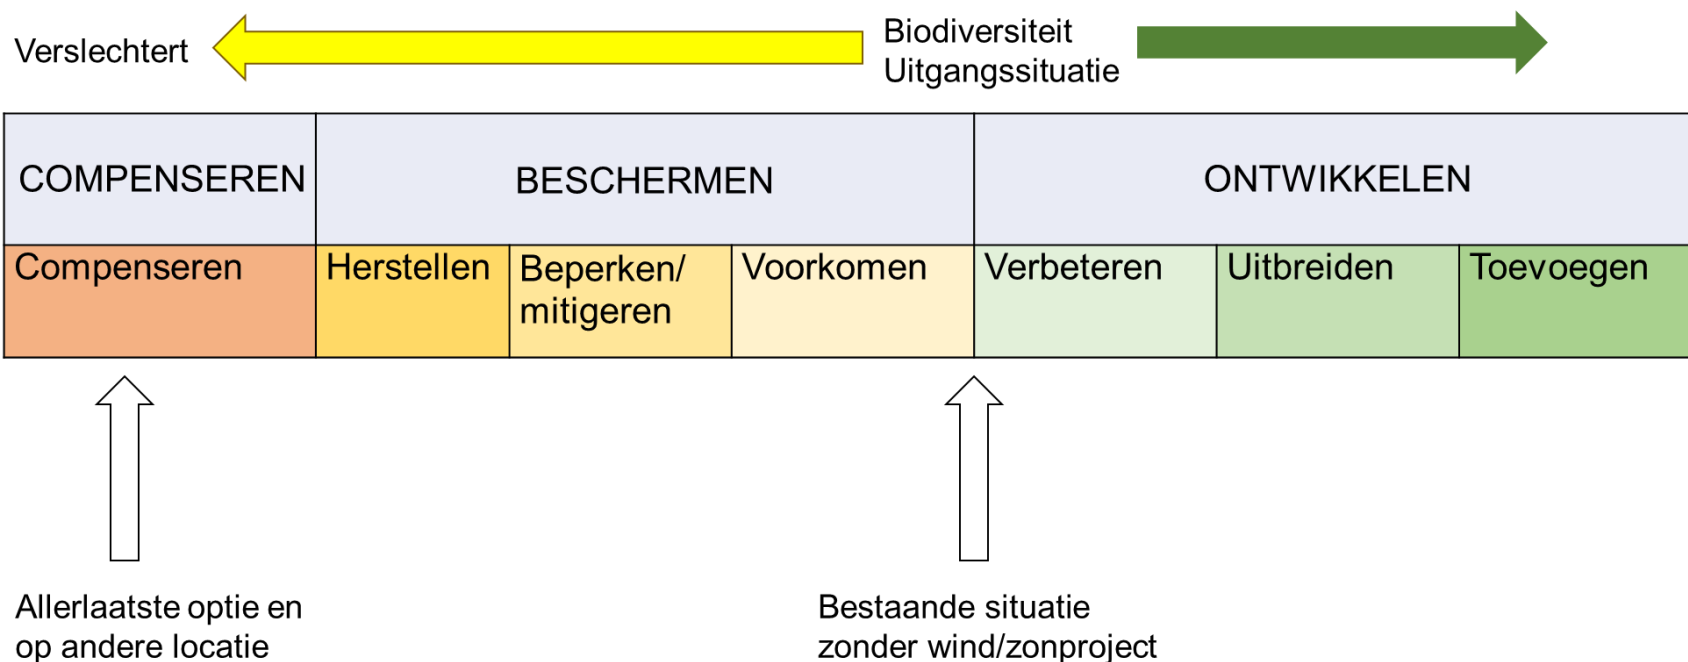 Verslechtert
Biodiversiteit
Uitgangssituatie
COMPENSEREN
BESCHERMEN
ONTWIKKELEN
Compenseren
Herstellen
Beperken/
mitigeren
Voorkomen
Verbeteren
Uitbreiden
Toevoegen
Allerlaatste optie en
op andere locatie
Bestaande situatie
zonder wind/zonproject